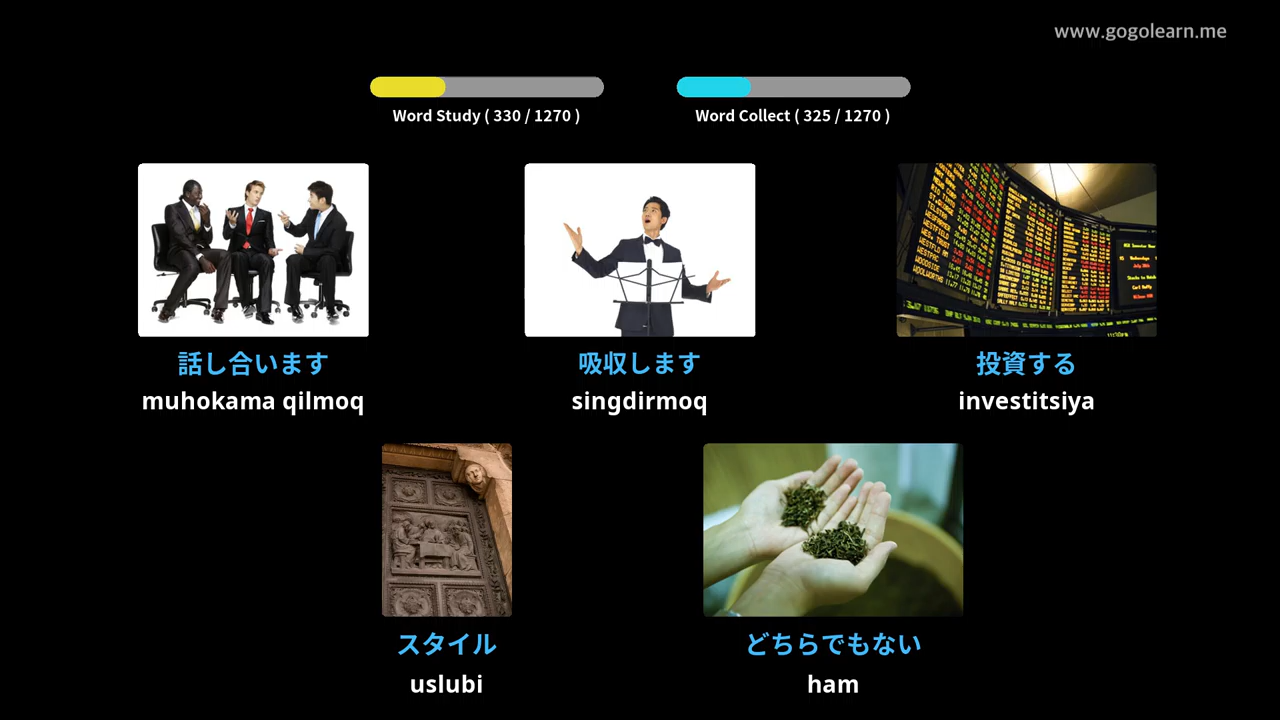 www.gogolearn.me
Word Study ( 330 / 1270 )
Word Collect ( 325 / 1270 )
話し合います
muhokama qilmoq
吸収します
singdirmoq
投資する
investitsiya
スタイル
uslubi
どちらでもない
ham